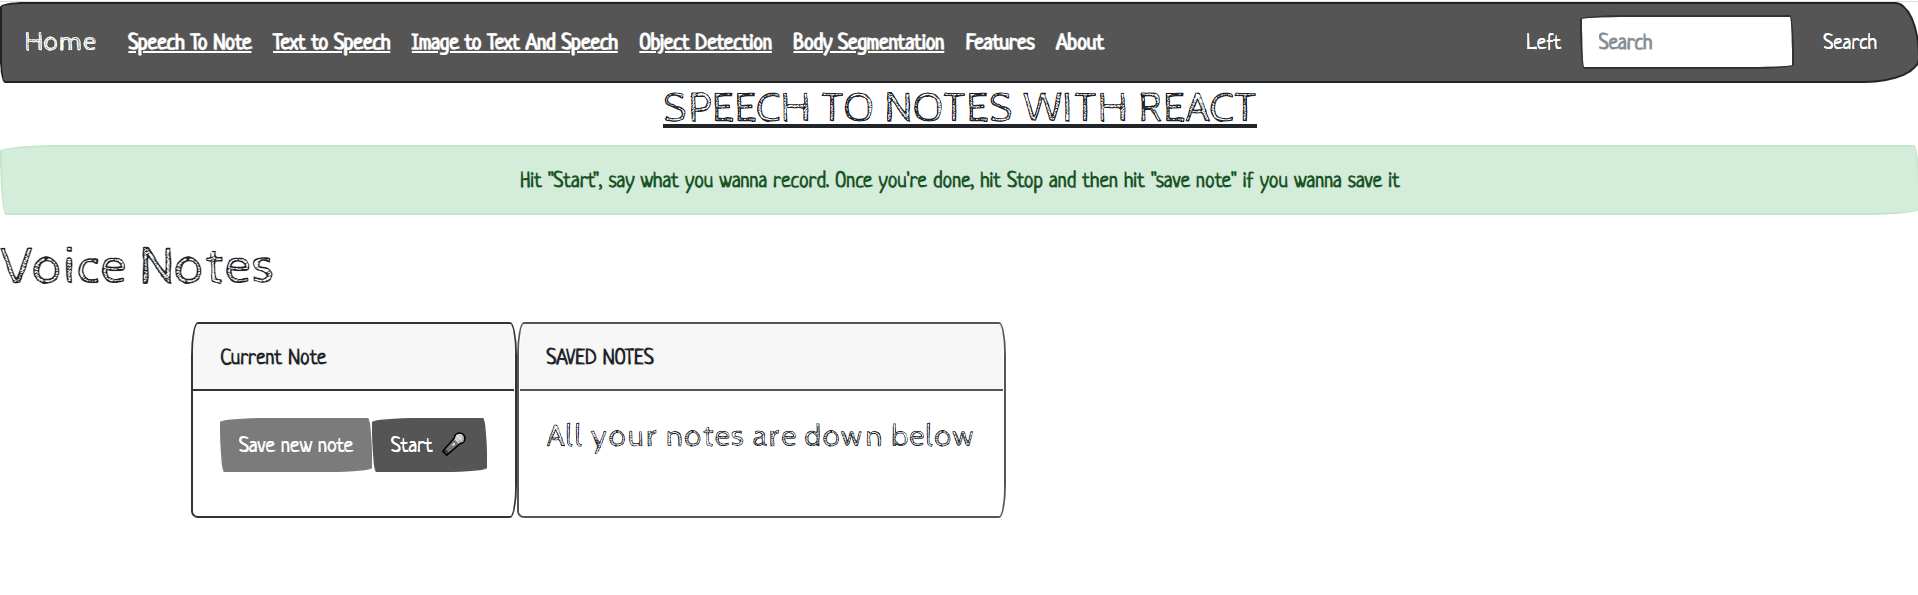 Home Speech To Note Text to Speech Image to Text And Speech Object Detection Body Segmentation Features About Left Search Search
SPEECH TO NOTES WITH REACT
Hit "Start", say what you wanna record. Once you're done, hit Stop and then hit "save note" if you wanna save it
Voice Notes
Current Note
Save new note Start
SAVED NOTES
All your notes are down below